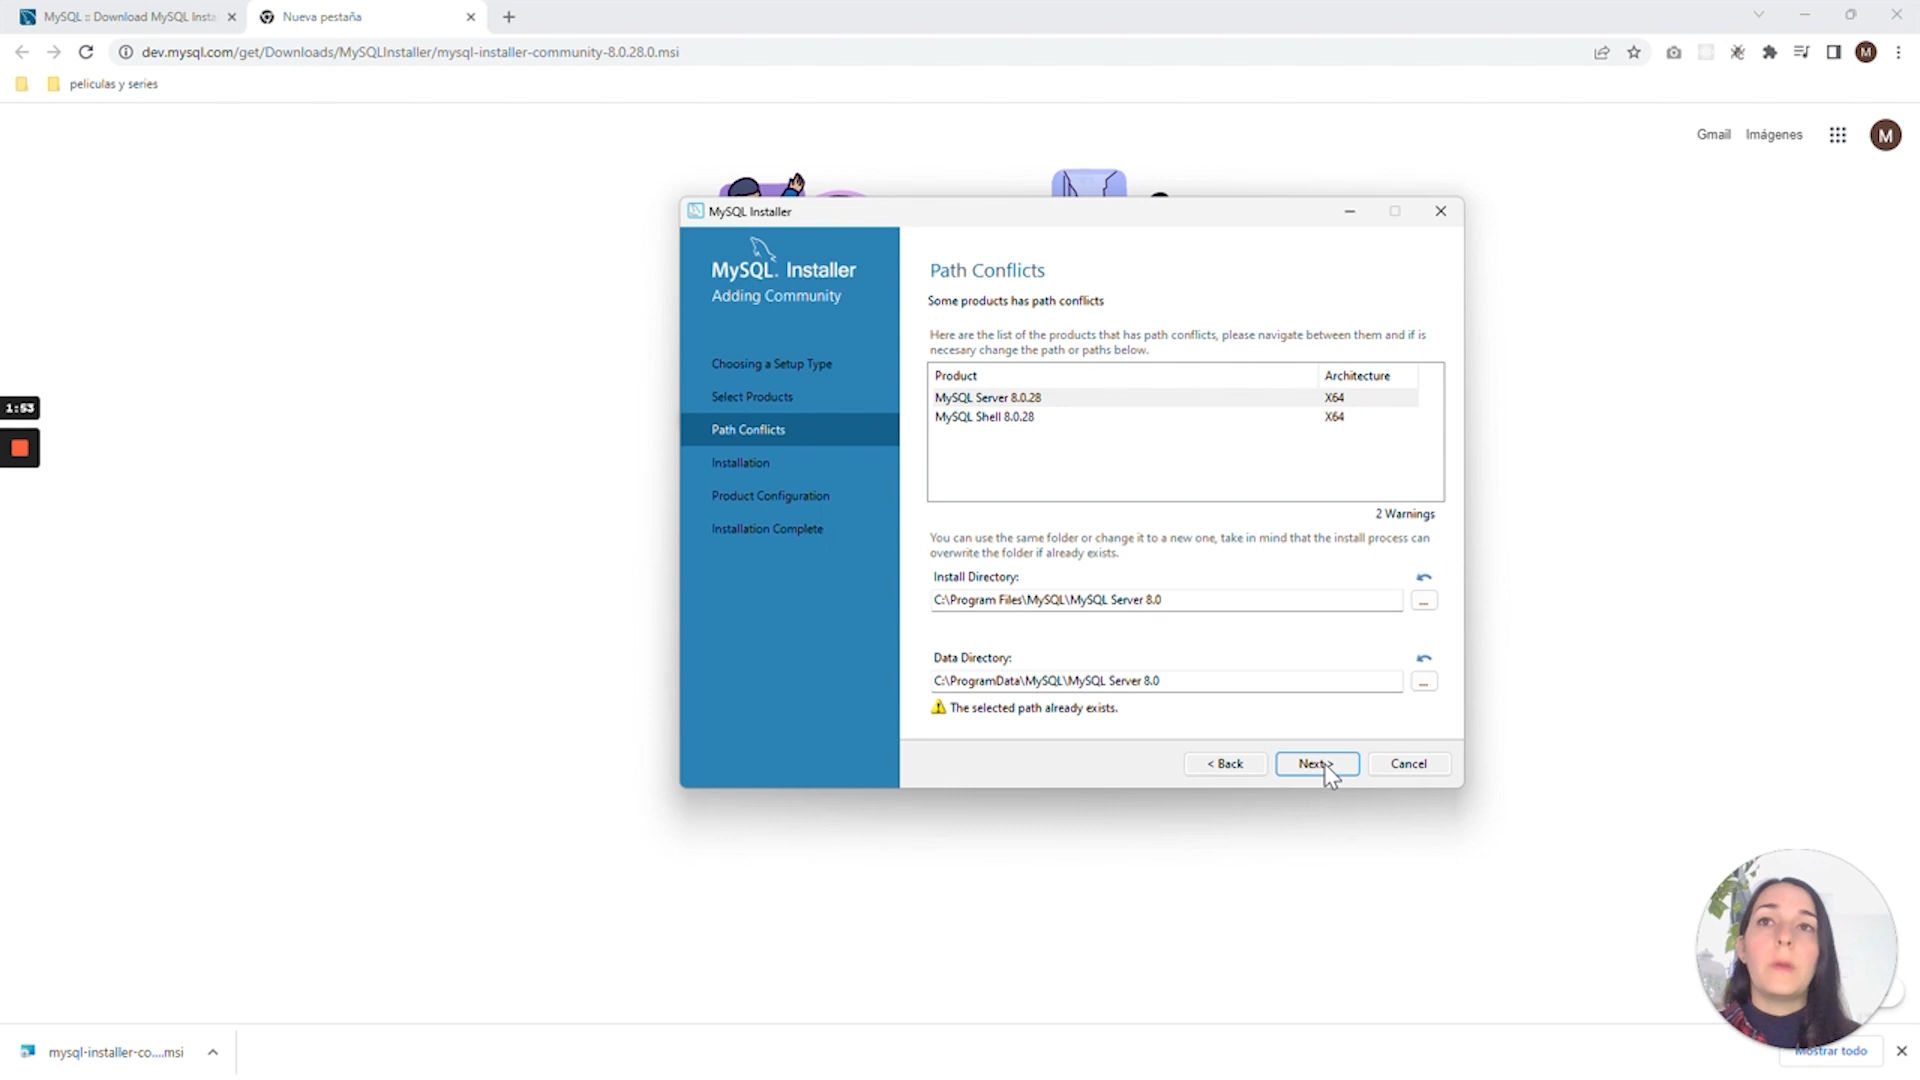 MySQL :: Download MySQL Insta
Nueva pestaña
dev.mysql.com/get/Downloads/MySQLInstaller/mysql-installer-community-8.0.28.0.msi
M
peliculas y series
Gmail
Imágenes
M
MySQL Installer
MySQL. Installer
Adding Community
Choosing a Setup Type
Select Products
Path Conflicts
Installation
Product Configuration
Installation Complete
Path Conflicts
Some products has path conflicts
Here are the list of the products that has path conflicts, please navigate between them and if is
necesary change the path or paths below.
Product Architecture
MySQL Server 8.0.28 X64
MySQL Shell 8.0.28 X64
2 Warnings
You can use the same folder or change it to a new one, take in mind that the install process can
overwrite the folder if already exists.
Install Directory:
C:\Program Files\MySQL\MySQL Server 8.0
...
Data Directory:
C:\ProgramData\MySQL\MySQL Server 8.0
...
The selected path already exists.
< Back
Next >
Cancel
1:53
mysql-installer-co....msi
Mostrar todo